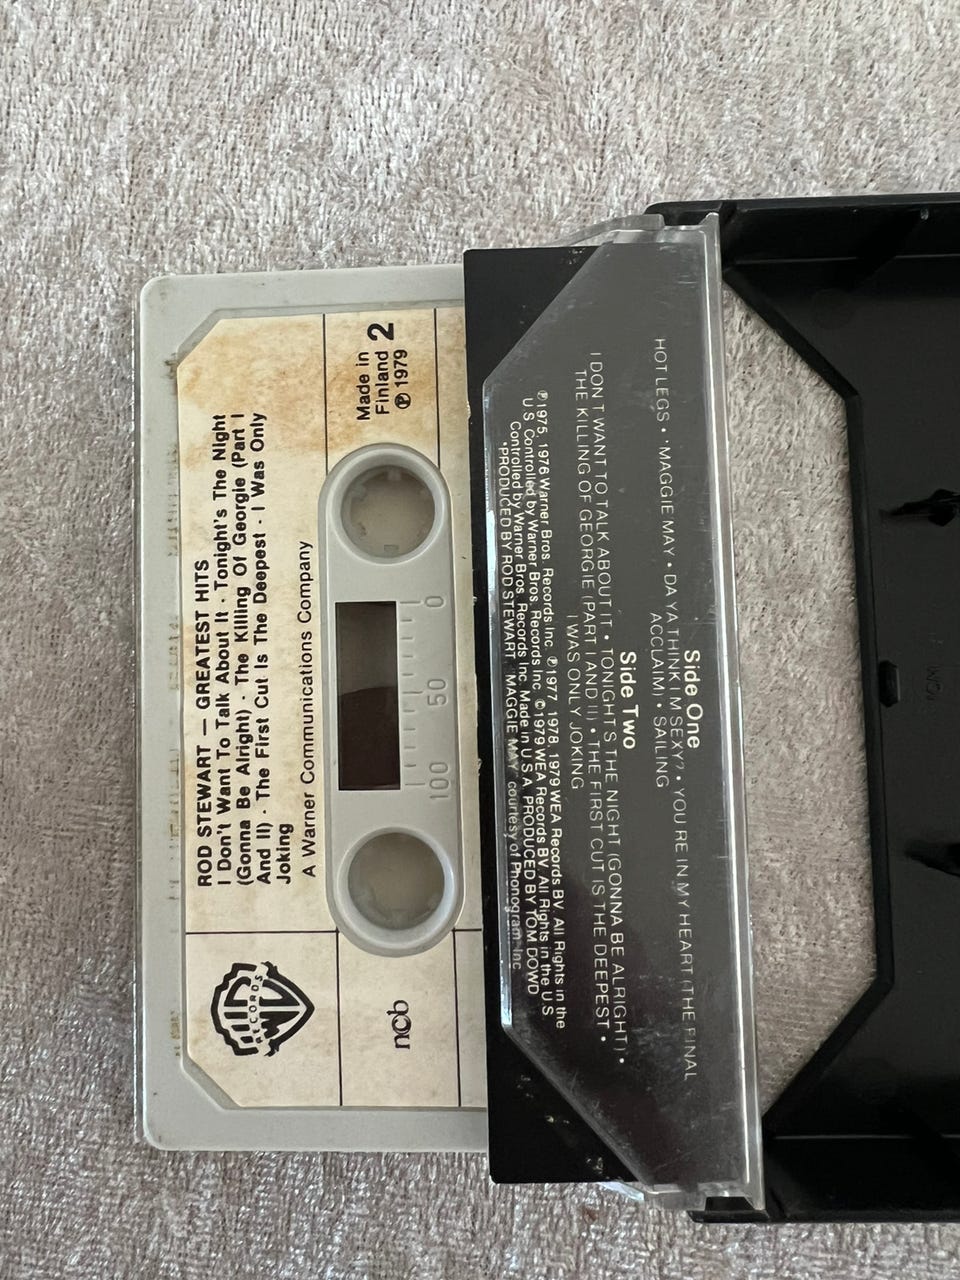 ROD STEWART — GREATEST HITS
I Don't Want To Talk About It · Tonight's The Night
(Gonna Be Alright) · The Killing Of Georgie (Part I
And II) · The First Cut Is The Deepest · I Was Only
Joking
A Warner Communications Company
Made in
Finland 2
℗ 1979
RECORDS
ncb
0 50 100
Side One
HOT LEGS • *MAGGIE MAY • DA YA THINK I'M SEXY? • YOU'RE IN MY HEART (THE FINAL
ACCLAIM) • SAILING
Side Two
I DON'T WANT TO TALK ABOUT IT • TONIGHT'S THE NIGHT (GONNA BE ALRIGHT) •
THE KILLING OF GEORGIE (PART I AND II) • THE FIRST CUT IS THE DEEPEST •
I WAS ONLY JOKING
℗1975, 1976 Warner Bros. Records Inc. ℗1977, 1978, 1979 WEA Records BV. All Rights in the
U.S. Controlled by Warner Bros. Records Inc. ©1979 WEA Records BV. All Rights in the U.S.
Controlled by Warner Bros. Records Inc. Made in U.S.A. PRODUCED BY TOM DOWD
*PRODUCED BY ROD STEWART. 'MAGGIE MAY' courtesy of Phonogram, Inc.